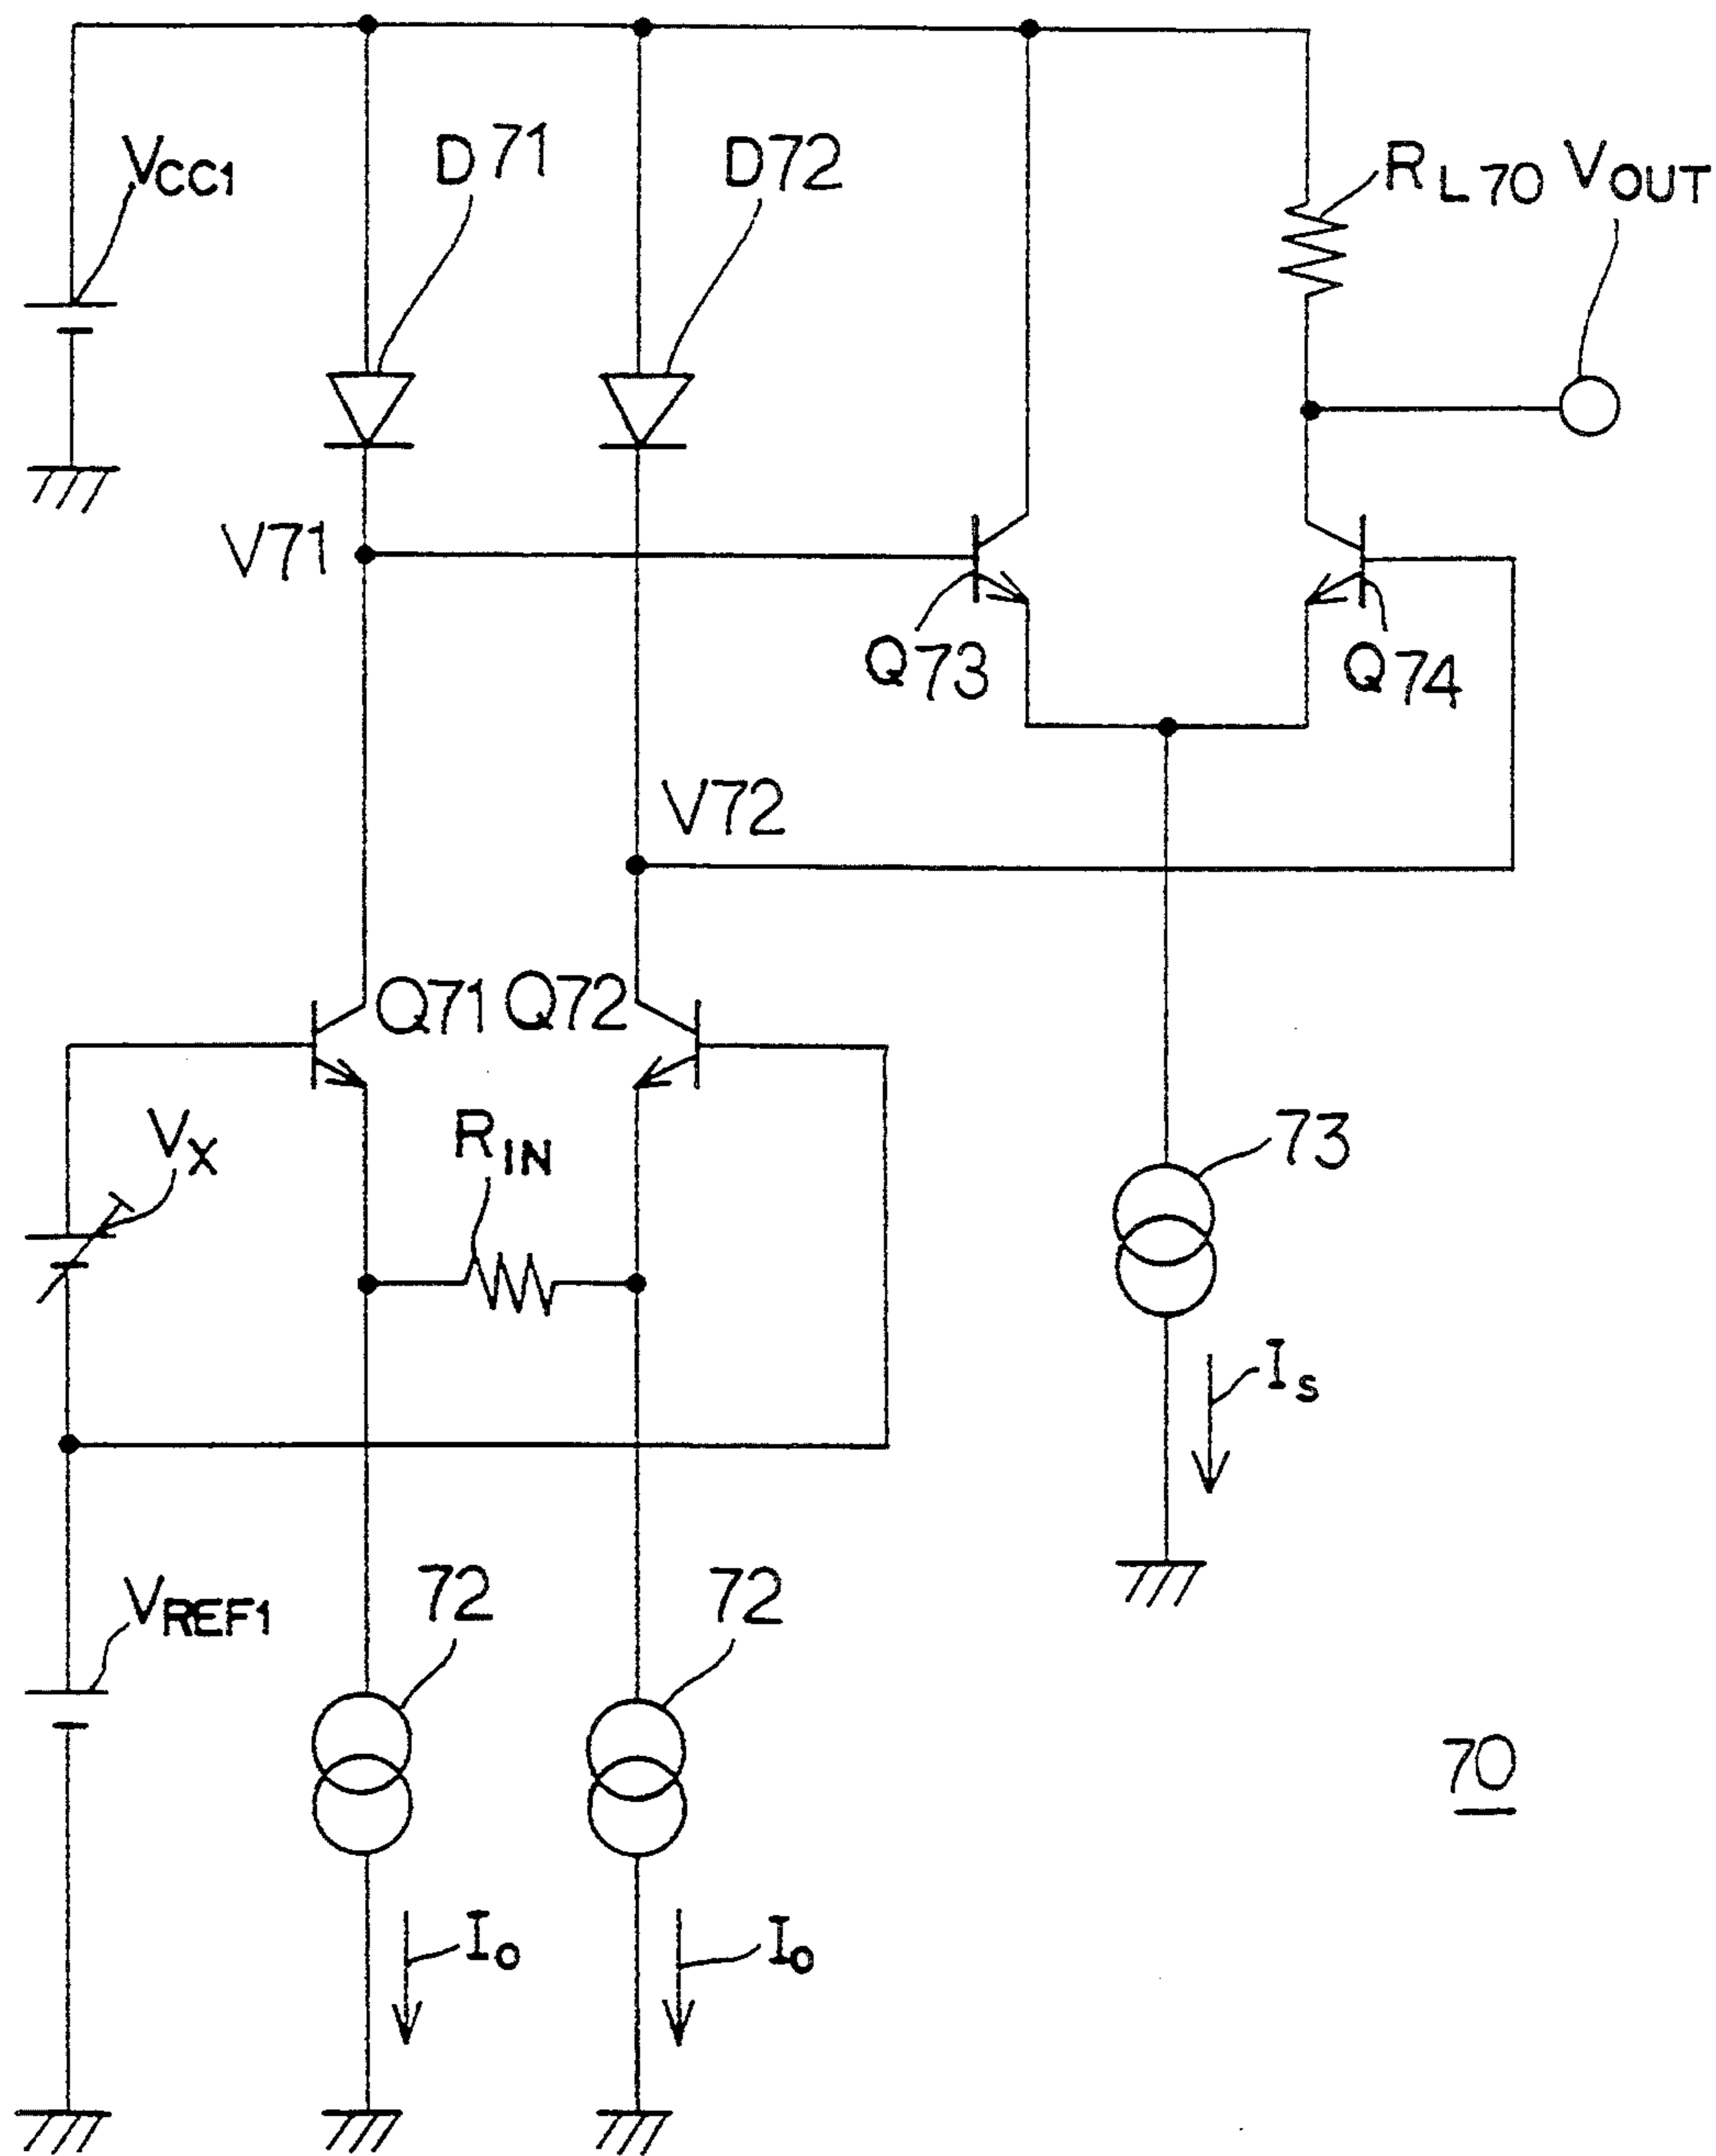 VCC1
D71
D72
RL70
VOUT
V71
Q73
Q74
V72
Q71
Q72
VX
RIN
73
Is
VREF1
72
72
70
Io
Io